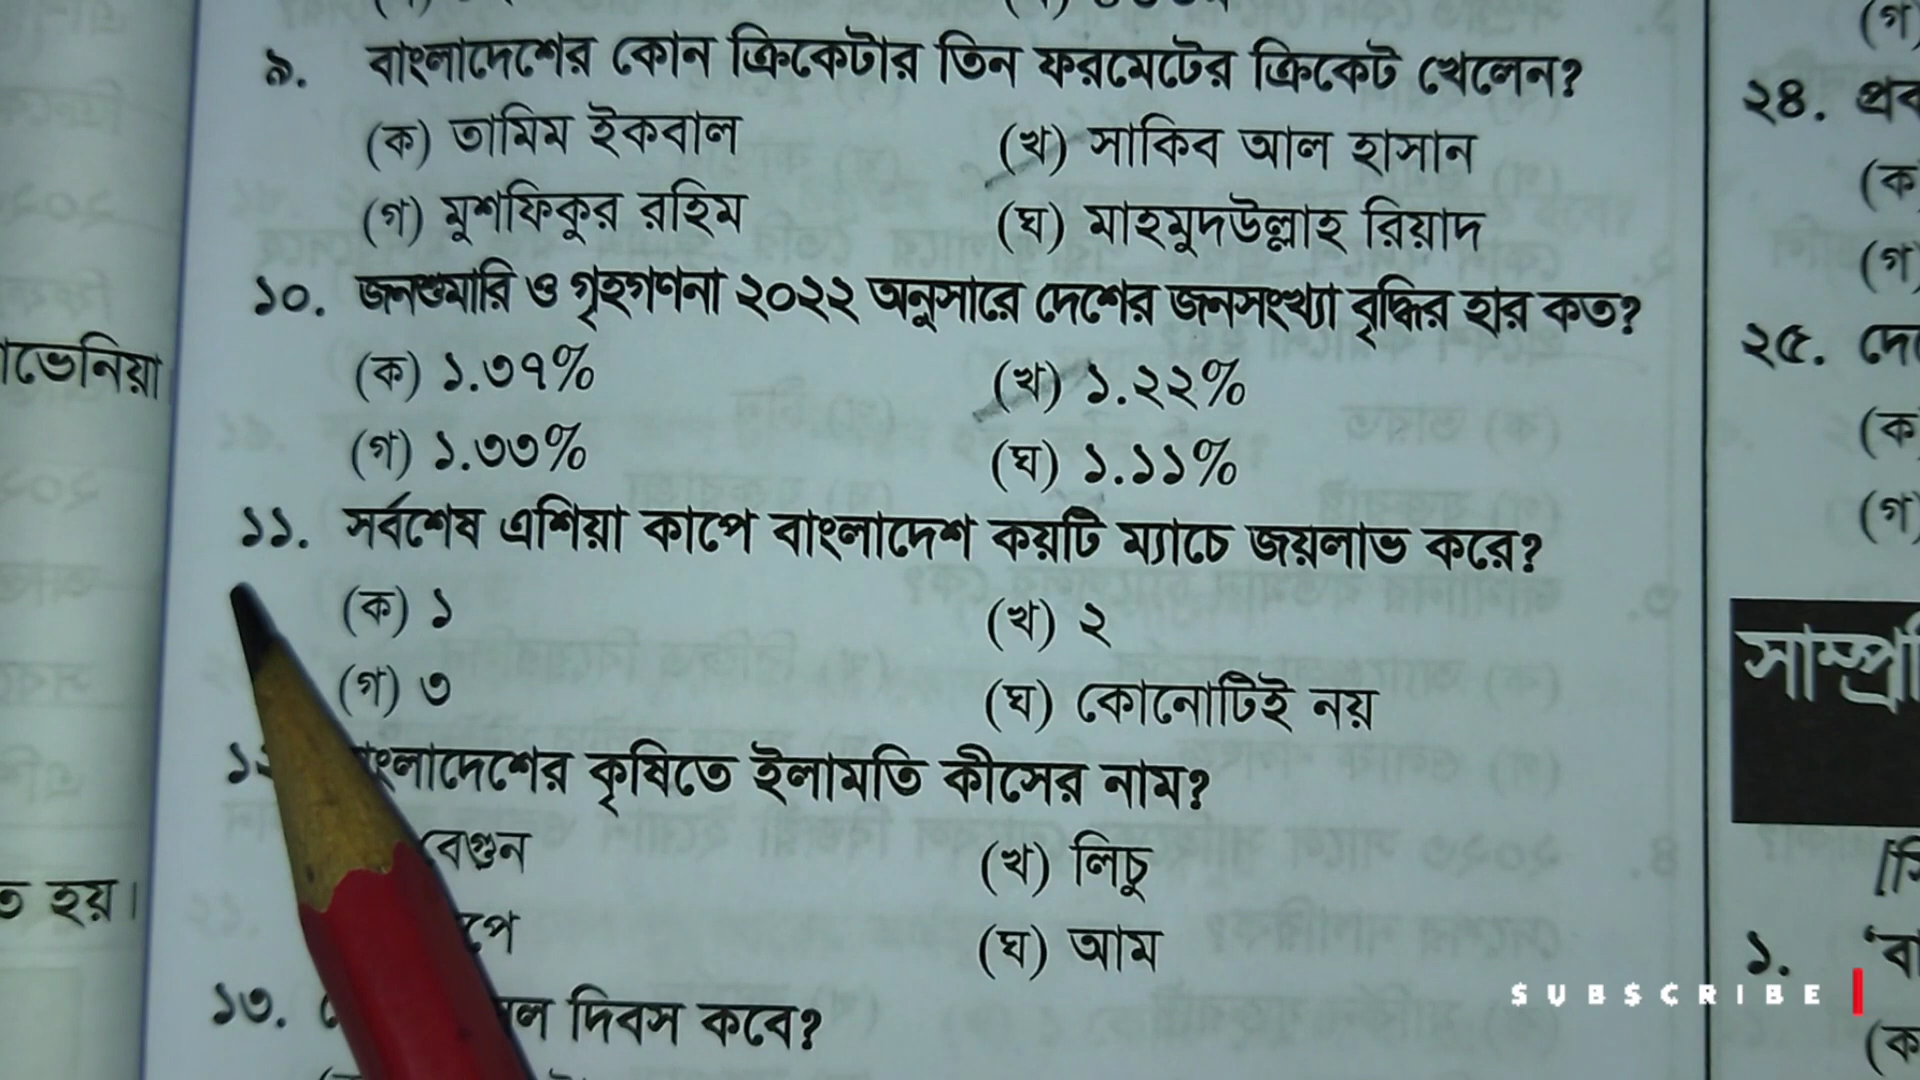 ৯. বাংলাদেশের কোন ক্রিকেটার তিন ফরমেটের ক্রিকেট খেলেন?
(ক) তামিম ইকবাল (খ) সাকিব আল হাসান
(গ) মুশফিকুর রহিম (ঘ) মাহমুদউল্লাহ রিয়াদ
১০. জনশুমারি ও গৃহগণনা ২০২২ অনুসারে দেশের জনসংখ্যা বৃদ্ধির হার কত?
(ক) ১.৩৭% (খ) ১.২২%
(গ) ১.৩৩% (ঘ) ১.১১%
১১. সর্বশেষ এশিয়া কাপে বাংলাদেশ কয়টি ম্যাচে জয়লাভ করে?
(ক) ১ (খ) ২
(গ) ৩ (ঘ) কোনোটিই নয়
কৃষিতে ইলামতি কীসের নাম?
(খ) লিচু
(ঘ) আম
১৩. দিবস কবে?
হয়।
(গ)
২৪.
(ক)
(গ)
২৫.
(ক)
(গ)
১.
(ক)
SUBSCRIBE